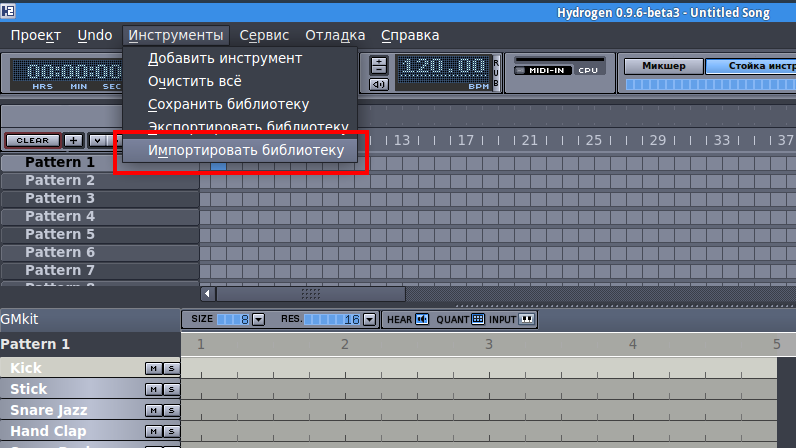 Hydrogen 0.9.6-beta3 - Untitled Song
Проект Undo Инструменты Сервис Отладка Справка
Добавить инструмент
Очистить всё
Сохранить библиотеку
Экспортировать библиотеку
Импортировать библиотеку
00:00:00
HRS MIN SEC
120.00
BPM
RUB
MIDI-IN CPU
Микшер Стойка инстр
CLEAR
13 17 21 25 29 33 37
Pattern 1
Pattern 2
Pattern 3
Pattern 4
Pattern 5
Pattern 6
Pattern 7
GMkit
SIZE 8 RES. 16 HEAR QUANT INPUT
Pattern 1 1 2 3 4 5
Kick M S
Stick M S
Snare Jazz M S
Hand Clap M S